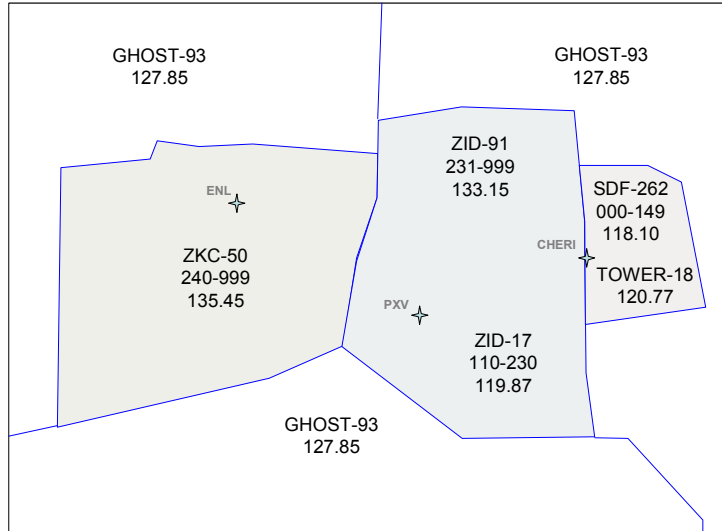 GHOST-93
127.85
GHOST-93
127.85
ZID-91
231-999
133.15
SDF-262
000-149
118.10
ENL
CHERI
ZKC-50
240-999
135.45
TOWER-18
120.77
PXV
ZID-17
110-230
119.87
GHOST-93
127.85